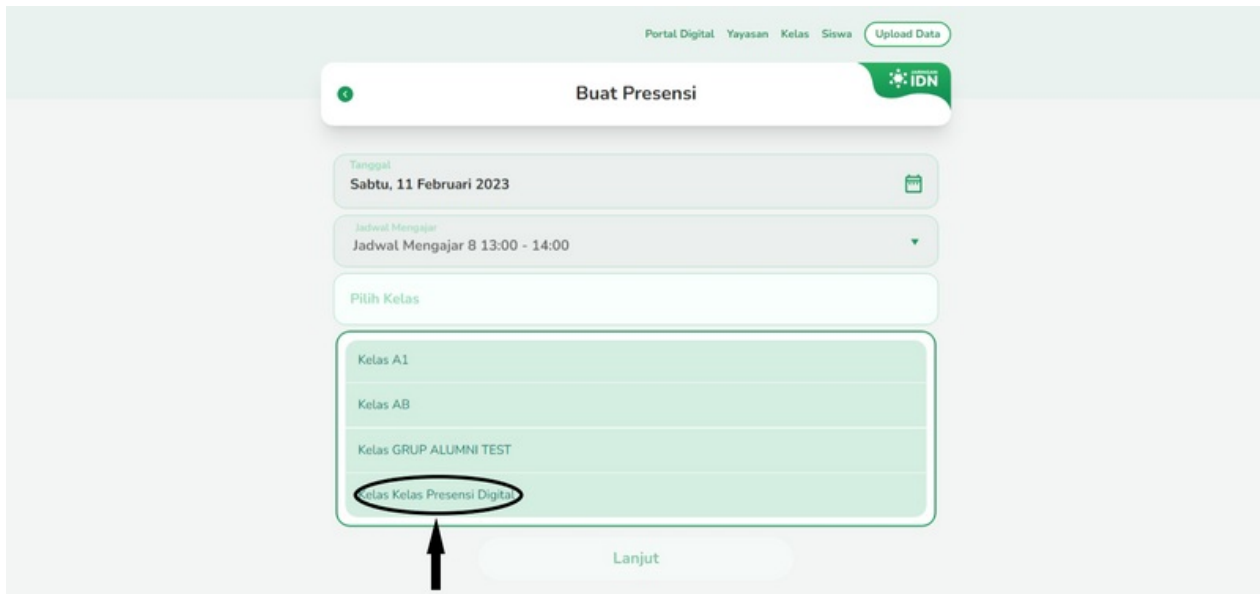 Portal Digital Yayasan Kelas Siswa Upload Data
Buat Presensi
JARINGAN
IDN
Tanggal
Sabtu, 11 Februari 2023
Jadwal Mengajar
Jadwal Mengajar 8 13:00 - 14:00
Pilih Kelas
Kelas A1
Kelas AB
Kelas GRUP ALUMNI TEST
Kelas Kelas Presensi Digital
Lanjut